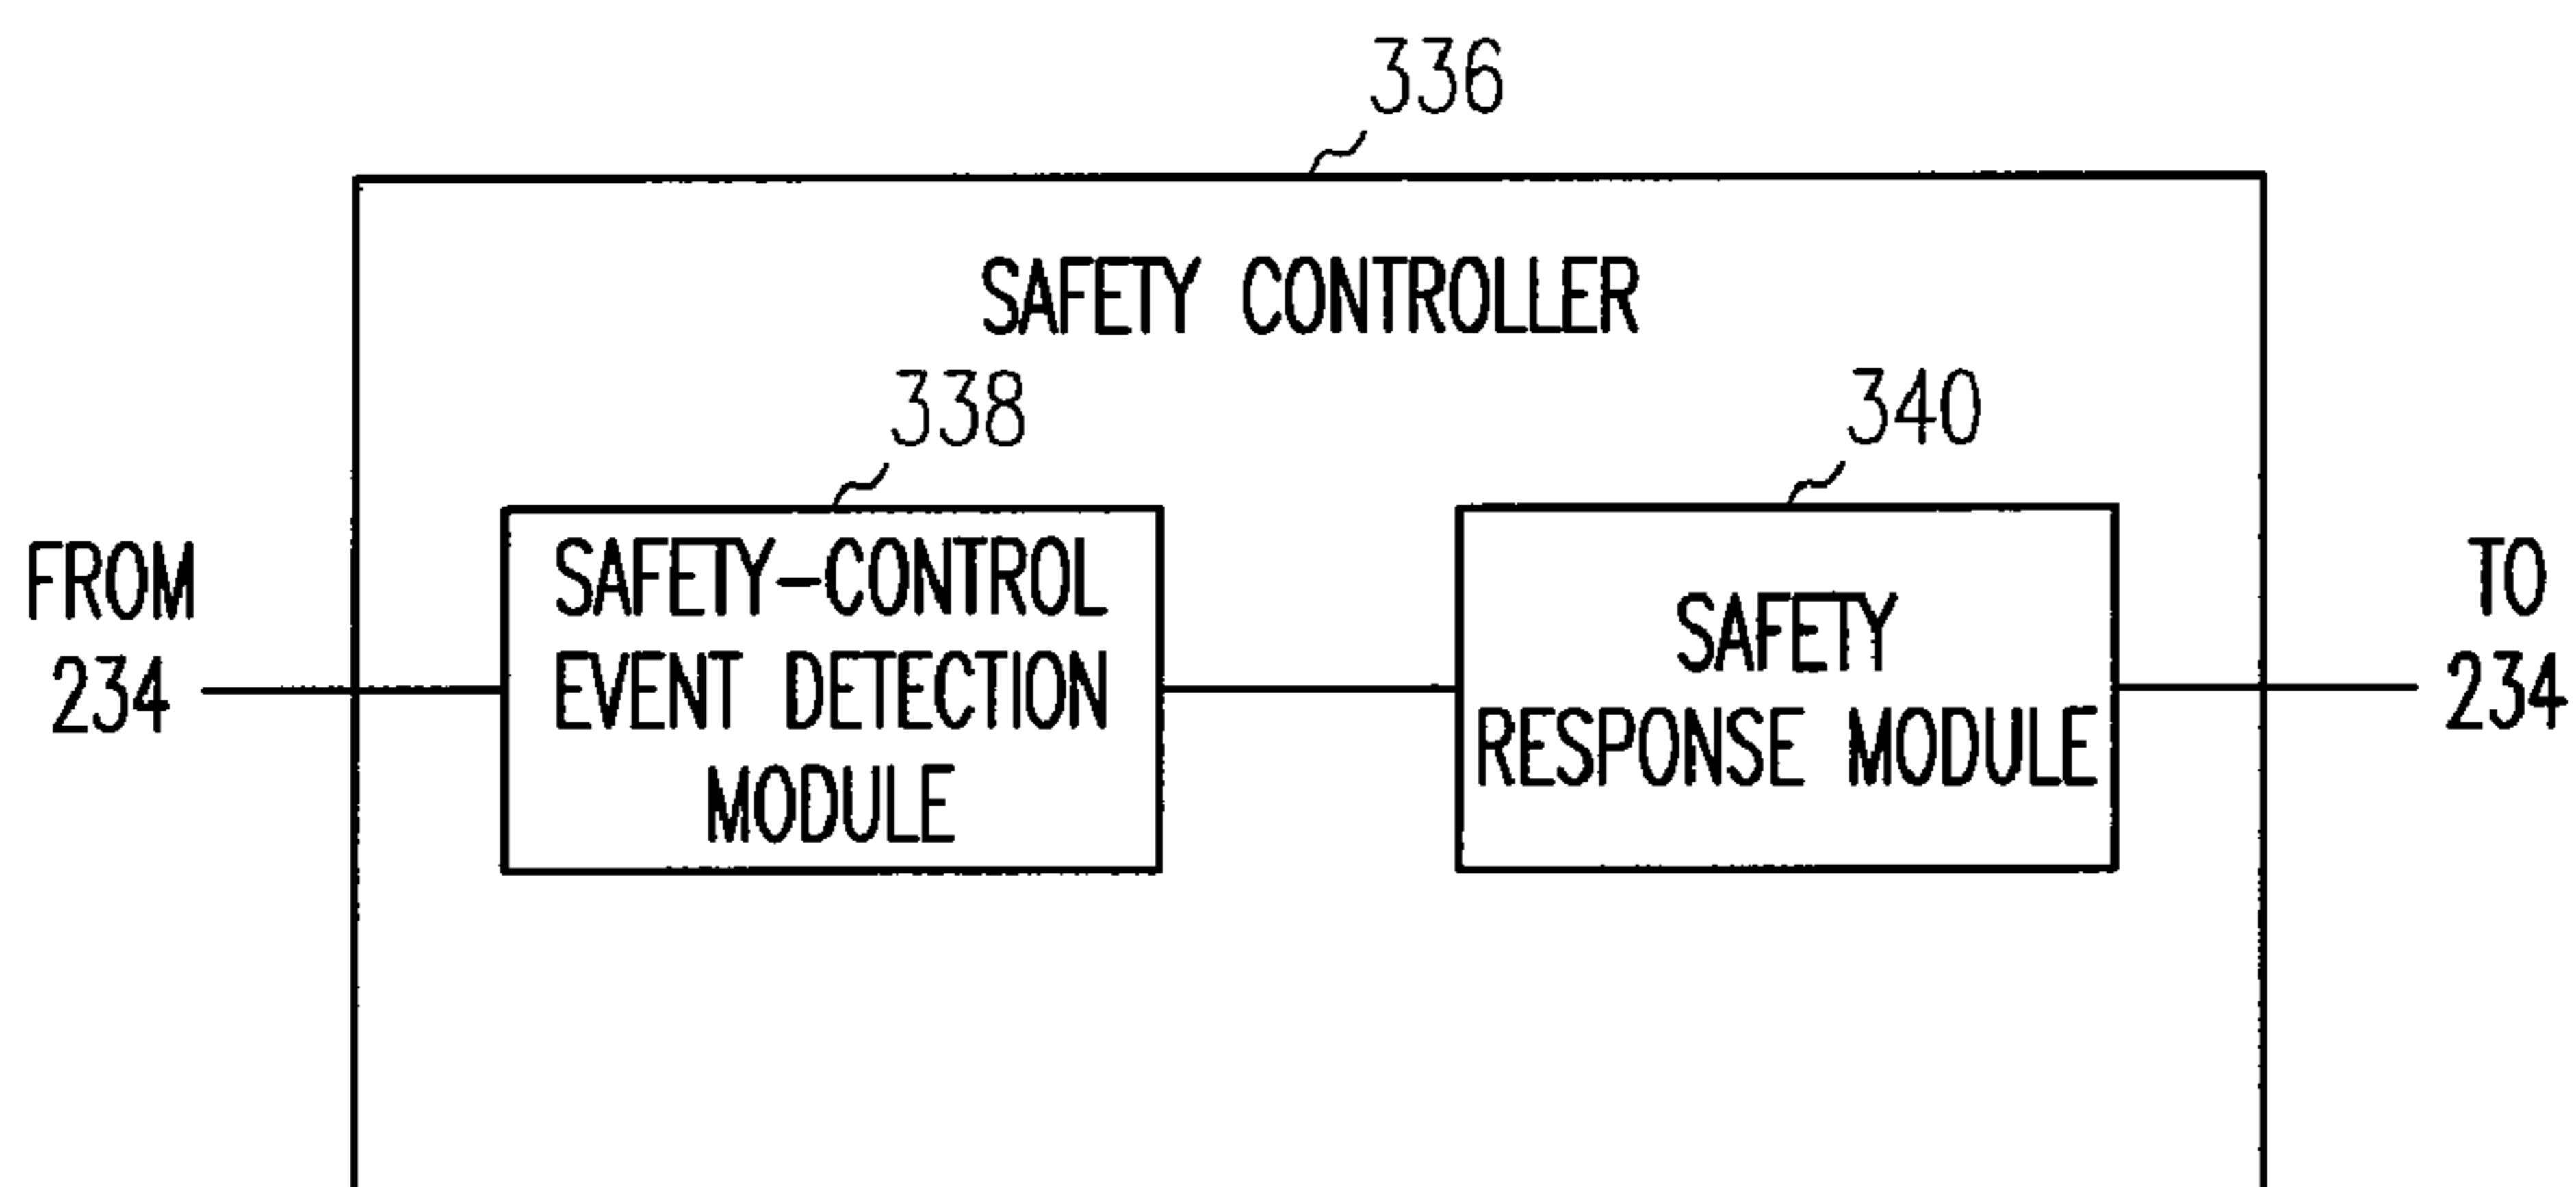 336
SAFETY CONTROLLER
338
340
FROM
234
SAFETY-CONTROL
EVENT DETECTION
MODULE
SAFETY
RESPONSE MODULE
TO
234